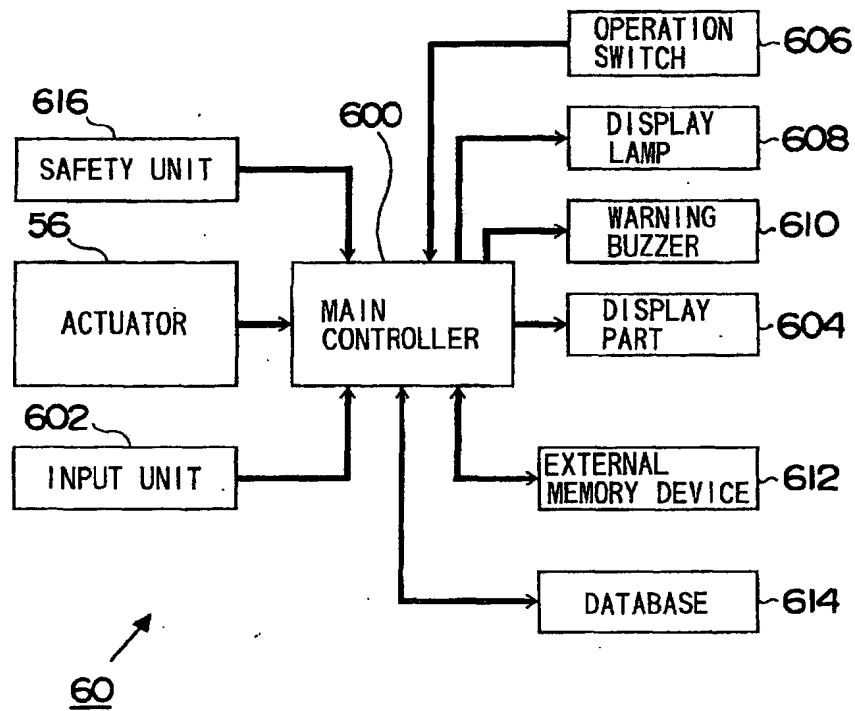 OPERATION
SWITCH
606
616
600
DISPLAY
LAMP
608
SAFETY UNIT
56
WARNING
BUZZER
610
ACTUATOR
MAIN
CONTROLLER
DISPLAY
PART
604
602
INPUT UNIT
EXTERNAL
MEMORY DEVICE
612
DATABASE
614
60